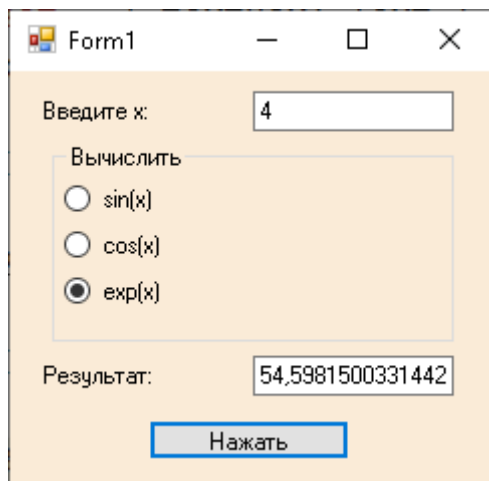 Form1
Введите x: 4
Вычислить
sin(x)
cos(x)
exp(x)
Результат: 54,5981500331442
Нажать